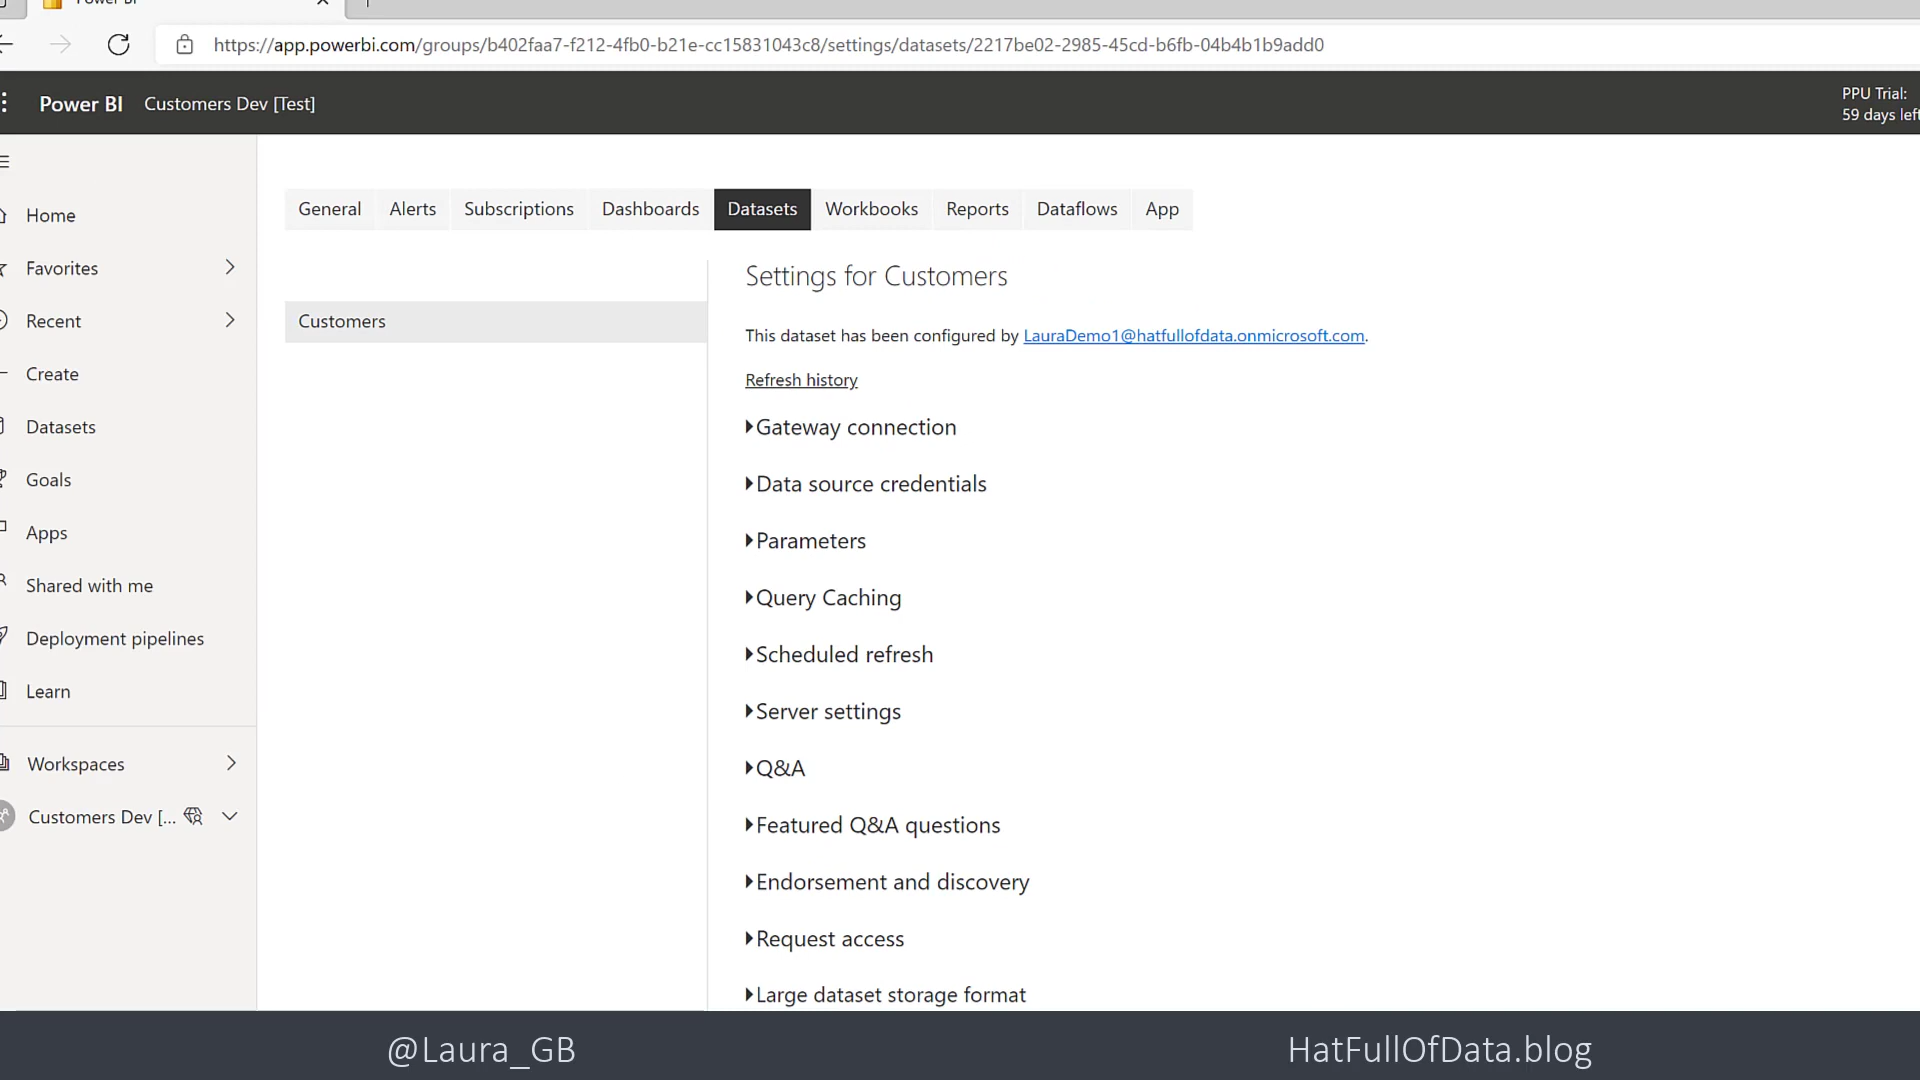 Power BI
https://app.powerbi.com/groups/b402faa7-f212-4fb0-b21e-cc15831043c8/settings/datasets/2217be02-2985-45cd-b6fb-04b4b1b9add0
Power BI Customers Dev [Test]
PPU Trial:
59 days left
Home
Favorites
Recent
Create
Datasets
Goals
Apps
Shared with me
Deployment pipelines
Learn
Workspaces
Customers Dev [...
General Alerts Subscriptions Dashboards Datasets Workbooks Reports Dataflows App
Customers
Settings for Customers
This dataset has been configured by LauraDemo1@hatfullofdata.onmicrosoft.com.
Refresh history
Gateway connection
Data source credentials
Parameters
Query Caching
Scheduled refresh
Server settings
Q&A
Featured Q&A questions
Endorsement and discovery
Request access
Large dataset storage format
@Laura_GB
HatFullOfData.blog